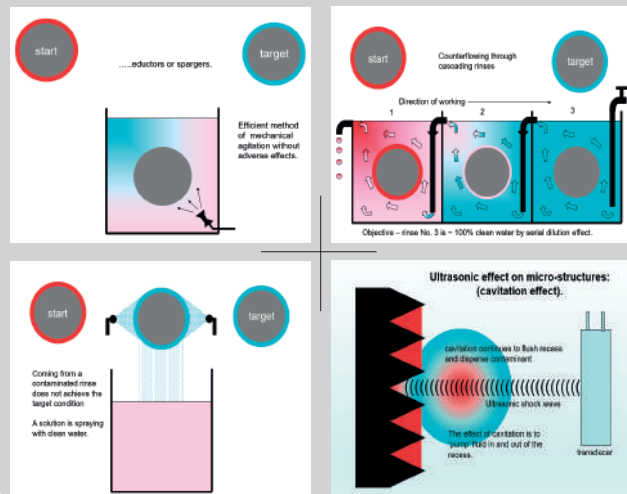 start
target
.....eductors or spargers.
Efficient method
of mechanical
agitation without
adverse effects.
start
target
Counterflowing through
cascading rinses
Direction of working
1 2 3
Objective – rinse No. 3 is ~ 100% clean water by serial dilution effect.
start
target
Coming from a
contaminated rinse
does not achieve the
target condition
A solution is spraying
with clean water.
Ultrasonic effect on micro-structures:
(cavitation effect).
cavitation continues to flush recess
and disperse contaminant
Ultrasonic shock wave
The effect of cavitation is to
'pump' fluid in and out of the
recess.
transducer